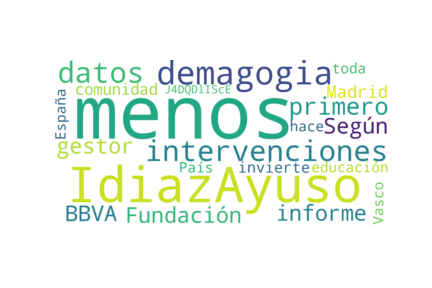 datos demagogia toda
comunidad J4DQDlIScE Madrid
España menos primero
hace Según
gestor intervenciones
País invierte educación
IdiazAyuso
BBVA Fundación informe Vasco